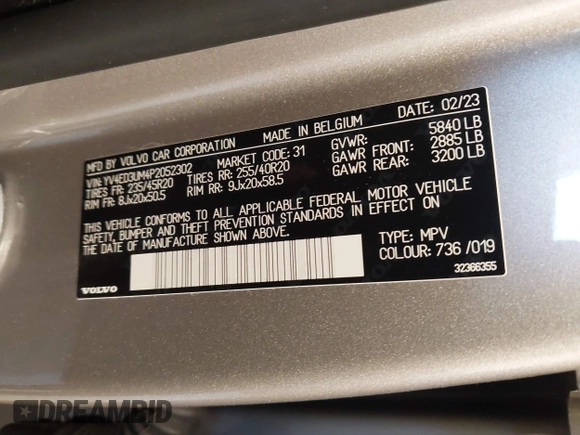 MFD BY VOLVO CAR CORPORATION MADE IN BELGIUM DATE: 02/23
VIN: YV4ED3UM4P2052302 MARKET CODE: 31 GVWR: 5840 LB
TIRES FR: 235/45R20 TIRES RR: 255/40R20 GAWR FRONT: 2885 LB
RIM FR: 8Jx20x50.5 RIM RR: 9Jx20x58.5 GAWR REAR: 3200 LB
THIS VEHICLE CONFORMS TO ALL APPLICABLE FEDERAL MOTOR VEHICLE
SAFETY, BUMPER AND THEFT PREVENTION STANDARDS IN EFFECT ON
THE DATE OF MANUFACTURE SHOWN ABOVE.
TYPE: MPV
COLOUR: 736 /019
VOLVO
32366355
DREAMBID